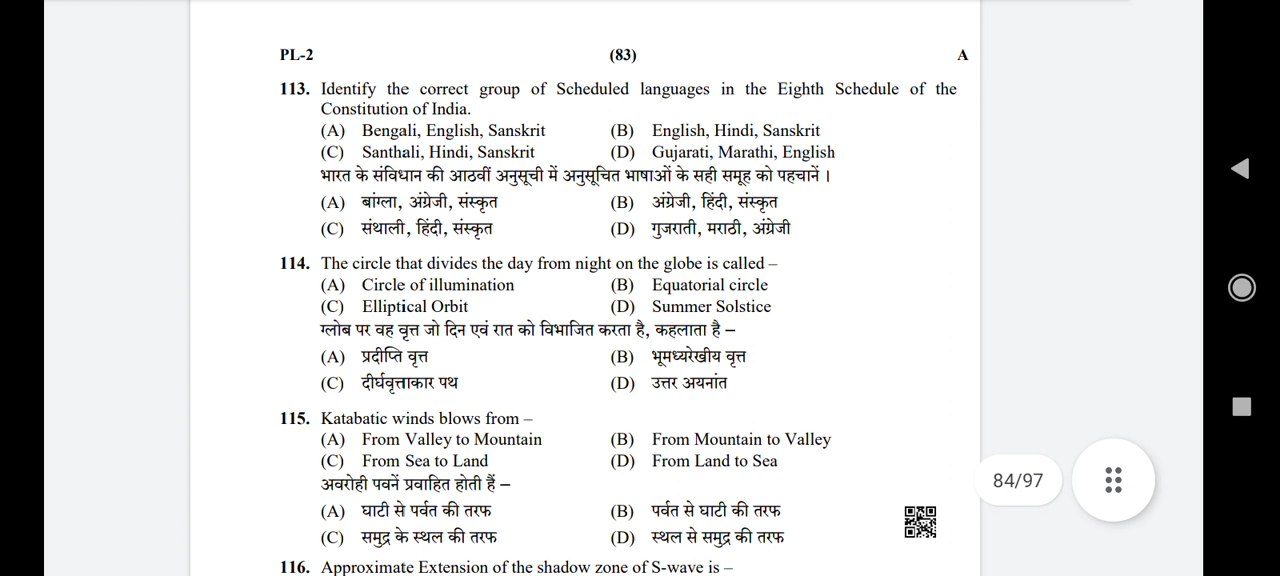 PL-2 (83) A
113. Identify the correct group of Scheduled languages in the Eighth Schedule of the
Constitution of India.
(A) Bengali, English, Sanskrit (B) English, Hindi, Sanskrit
(C) Santhali, Hindi, Sanskrit (D) Gujarati, Marathi, English
भारत के संविधान की आठवीं अनुसूची में अनुसूचित भाषाओं के सही समूह को पहचानें ।
(A) बांग्ला, अंग्रेजी, संस्कृत (B) अंग्रेजी, हिंदी, संस्कृत
(C) संथाली, हिंदी, संस्कृत (D) गुजराती, मराठी, अंग्रेजी
114. The circle that divides the day from night on the globe is called –
(A) Circle of illumination (B) Equatorial circle
(C) Elliptical Orbit (D) Summer Solstice
ग्लोब पर वह वृत्त जो दिन एवं रात को विभाजित करता है, कहलाता है –
(A) प्रदीप्ति वृत्त (B) भूमध्यरेखीय वृत्त
(C) दीर्घवृत्ताकार पथ (D) उत्तर अयनांत
115. Katabatic winds blows from –
(A) From Valley to Mountain (B) From Mountain to Valley
(C) From Sea to Land (D) From Land to Sea
अवरोही पवनें प्रवाहित होती हैं –
(A) घाटी से पर्वत की तरफ (B) पर्वत से घाटी की तरफ
(C) समुद्र के स्थल की तरफ (D) स्थल से समुद्र की तरफ
84/97
116. Approximate Extension of the shadow zone of S-wave is –